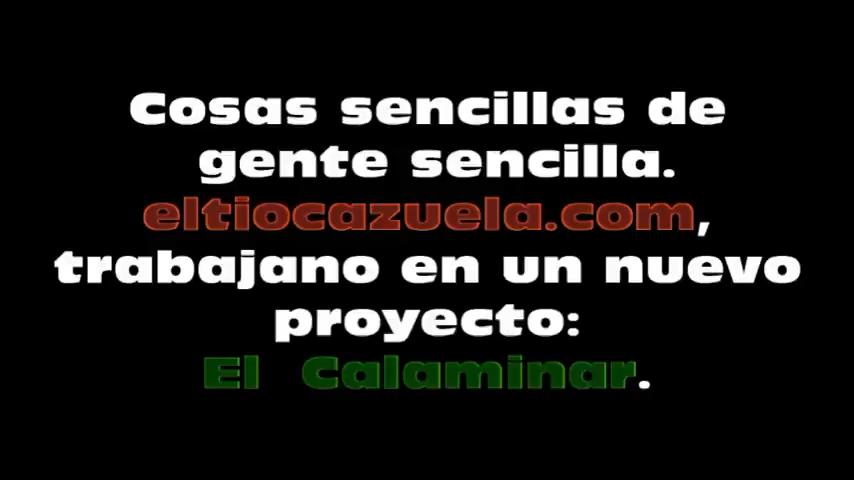 Cosas sencillas de
gente sencilla.
eltiocazuela.com,
trabajano en un nuevo
proyecto:
El Calaminar.